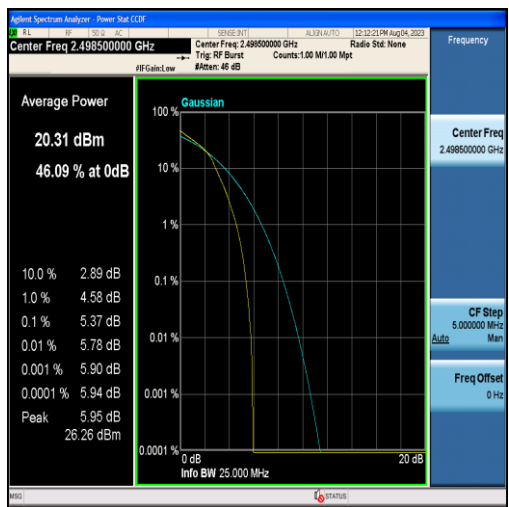 Agilent Spectrum Analyzer - Power Stat CCDF
RL RF 50 Ω AC SENSE:INT ALIGN AUTO 12:12:21 PM Aug 04, 2023
Center Freq 2.498500000 GHz
Center Freq: 2.498500000 GHz Radio Std: None
Trig: RF Burst Counts:1.00 M/1.00 Mpt
#IFGain:Low #Atten: 46 dB
Frequency
Average Power
20.31 dBm
46.09 % at 0dB
10.0 % 2.89 dB
1.0 % 4.58 dB
0.1 % 5.37 dB
0.01 % 5.78 dB
0.001 % 5.90 dB
0.0001 % 5.94 dB
Peak 5.95 dB
26.26 dBm
Gaussian
100 %
10 %
1 %
0.1 %
0.01 %
0.001 %
0.0001 %
0 dB 20 dB
Info BW 25.000 MHz
Center Freq
2.498500000 GHz
CF Step
5.000000 MHz
Auto Man
Freq Offset
0 Hz
MSG STATUS